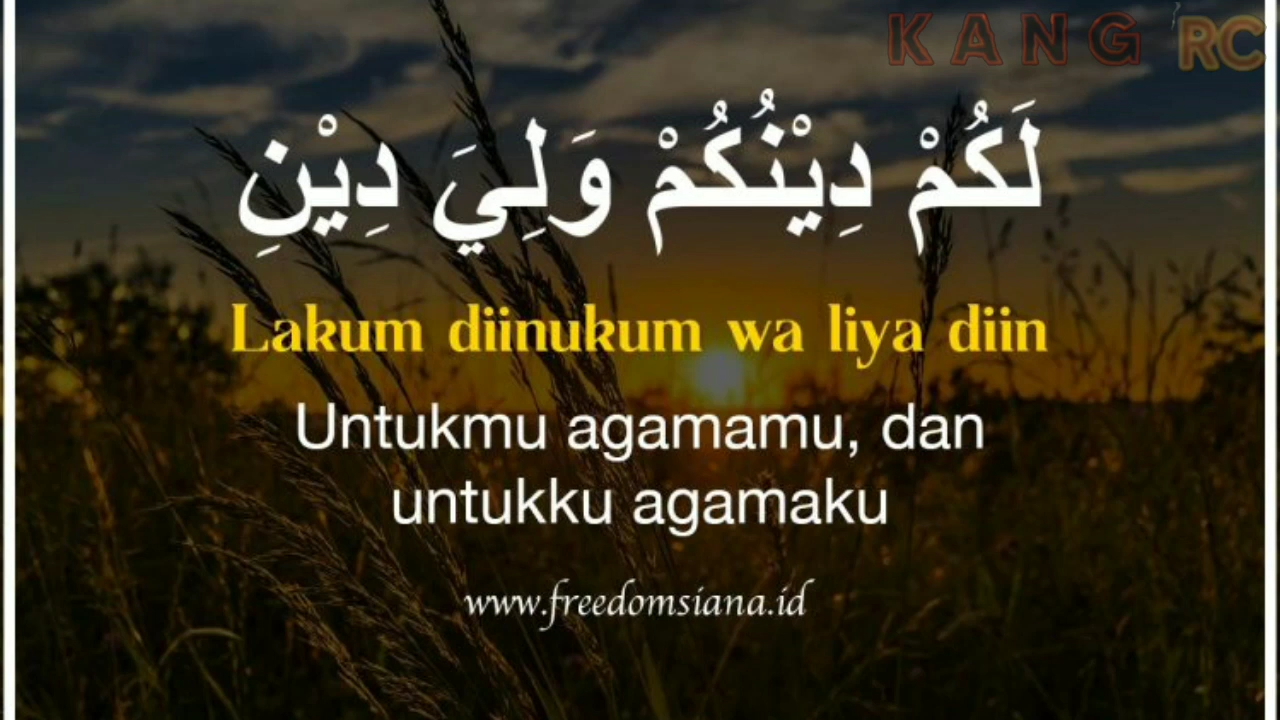 KANG RC
لَكُمْ دِيْنُكُمْ وَلِيَ دِيْنِ
Lakum diinukum wa liya diin
Untukmu agamamu, dan
untukku agamaku
www.freedomsiana.id